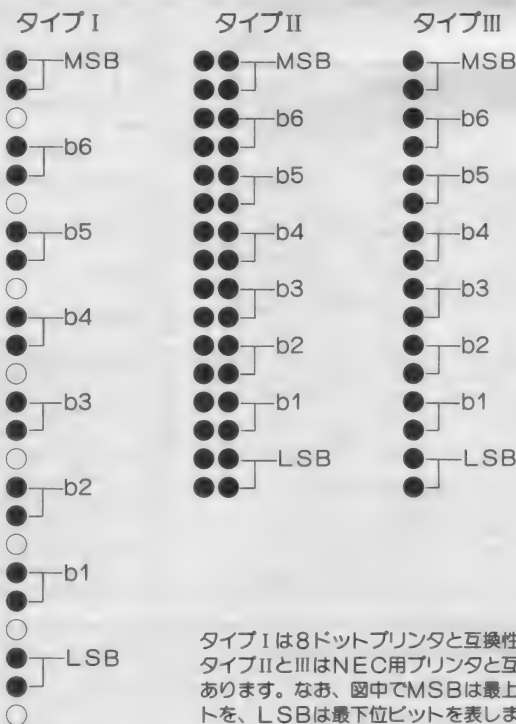 タイプⅠ
MSB
b6
b5
b4
b3
b2
b1
LSB
タイプⅡ
MSB
b6
b5
b4
b3
b2
b1
LSB
タイプⅢ
MSB
b6
b5
b4
b3
b2
b1
LSB
タイプⅠは8ドットプリンタと互換性
タイプⅡとⅢはNEC用プリンタと互
あります。なお、図中でMSBは最上
トを、LSBは最下位ビットを表しま